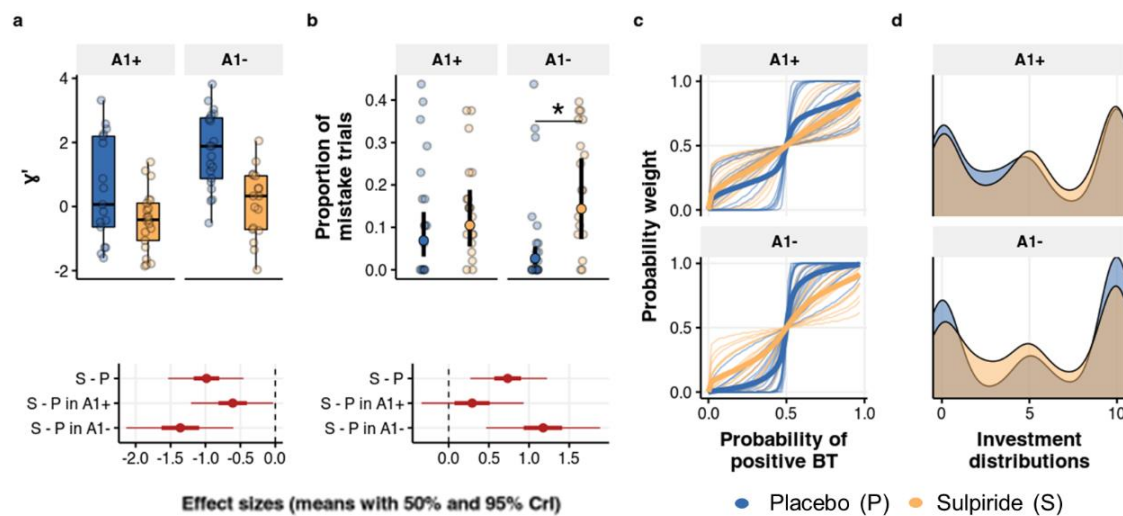 a
b
c
d
A1+
A1-
A1+
A1-
A1+
A1+
4
2
0
-2
ɣ'
Proportion of
mistake trials
0.4
0.3
0.2
0.1
0.0
*
Probability weight
1.0
0.5
0.0
A1-
A1-
1.0
0.5
0.0
S - P
S - P in A1+
S - P in A1-
-2.0 -1.5 -1.0 -0.5 0.0
S - P
S - P in A1+
S - P in A1-
0.0 0.5 1.0 1.5
0.0 0.5 1.0
0 5 10
Probability of
positive BT
Investment
distributions
Effect sizes (means with 50% and 95% CrI)
Placebo (P) Sulpiride (S)